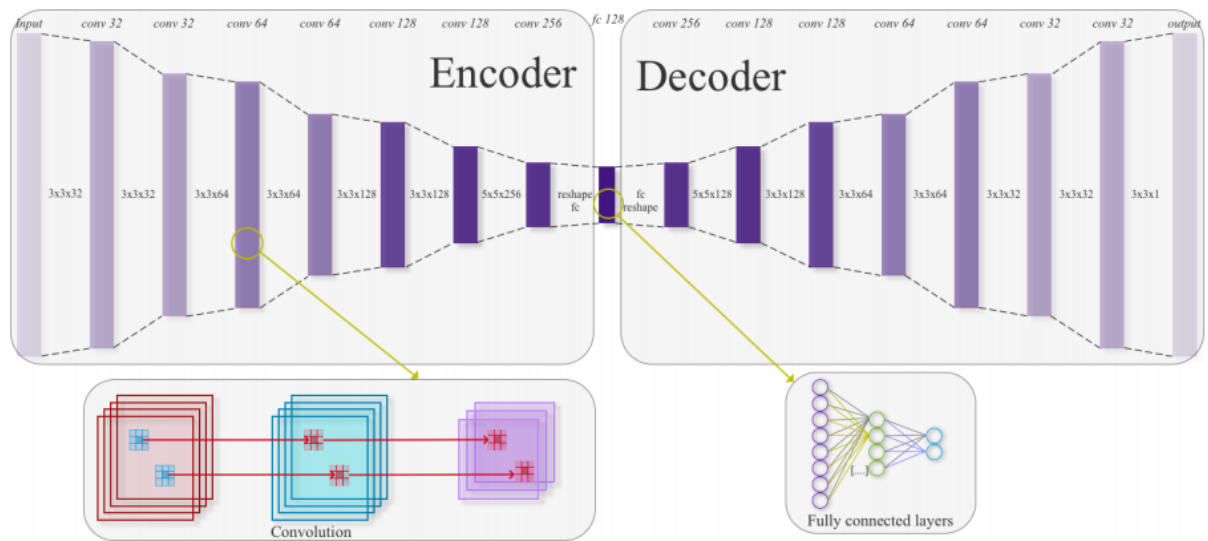 Input conv 32 conv 32 conv 64 conv 64 conv 128 conv 128 conv 256 fc 128 conv 256 conv 128 conv 128 conv 64 conv 64 conv 32 conv 32 output
Encoder Decoder
3x3x32 3x3x32 3x3x64 3x3x64 3x3x128 3x3x128 5x5x256 reshape fc 5x5x128 3x3x128 3x3x64 3x3x64 3x3x32 3x3x32 3x3x1
fc reshape
[....]
Convolution
Fully connected layers